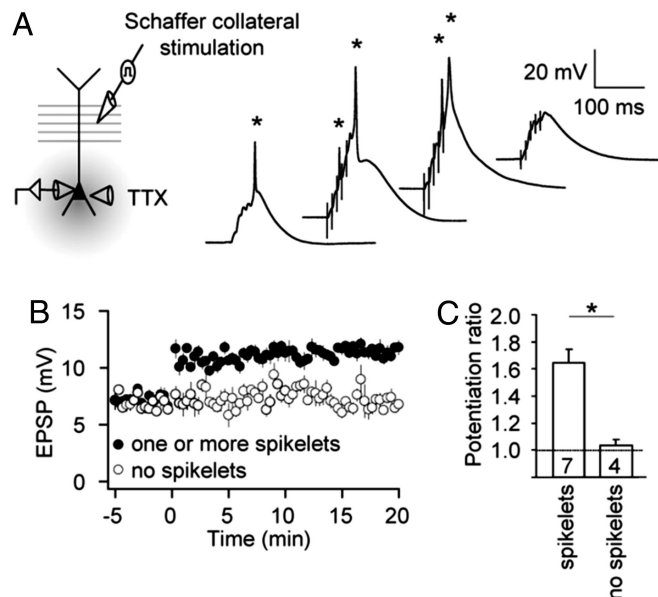 A
Schaffer collateral
stimulation
TTX
*
*
*
*
*
20 mV
100 ms
B
EPSP (mV)
15
10
5
0
-5
0
5
10
15
20
Time (min)
one or more spikelets
no spikelets
C
Potentiation ratio
2.0
1.8
1.6
1.4
1.2
1.0
*
7
4
spikelets
no spikelets